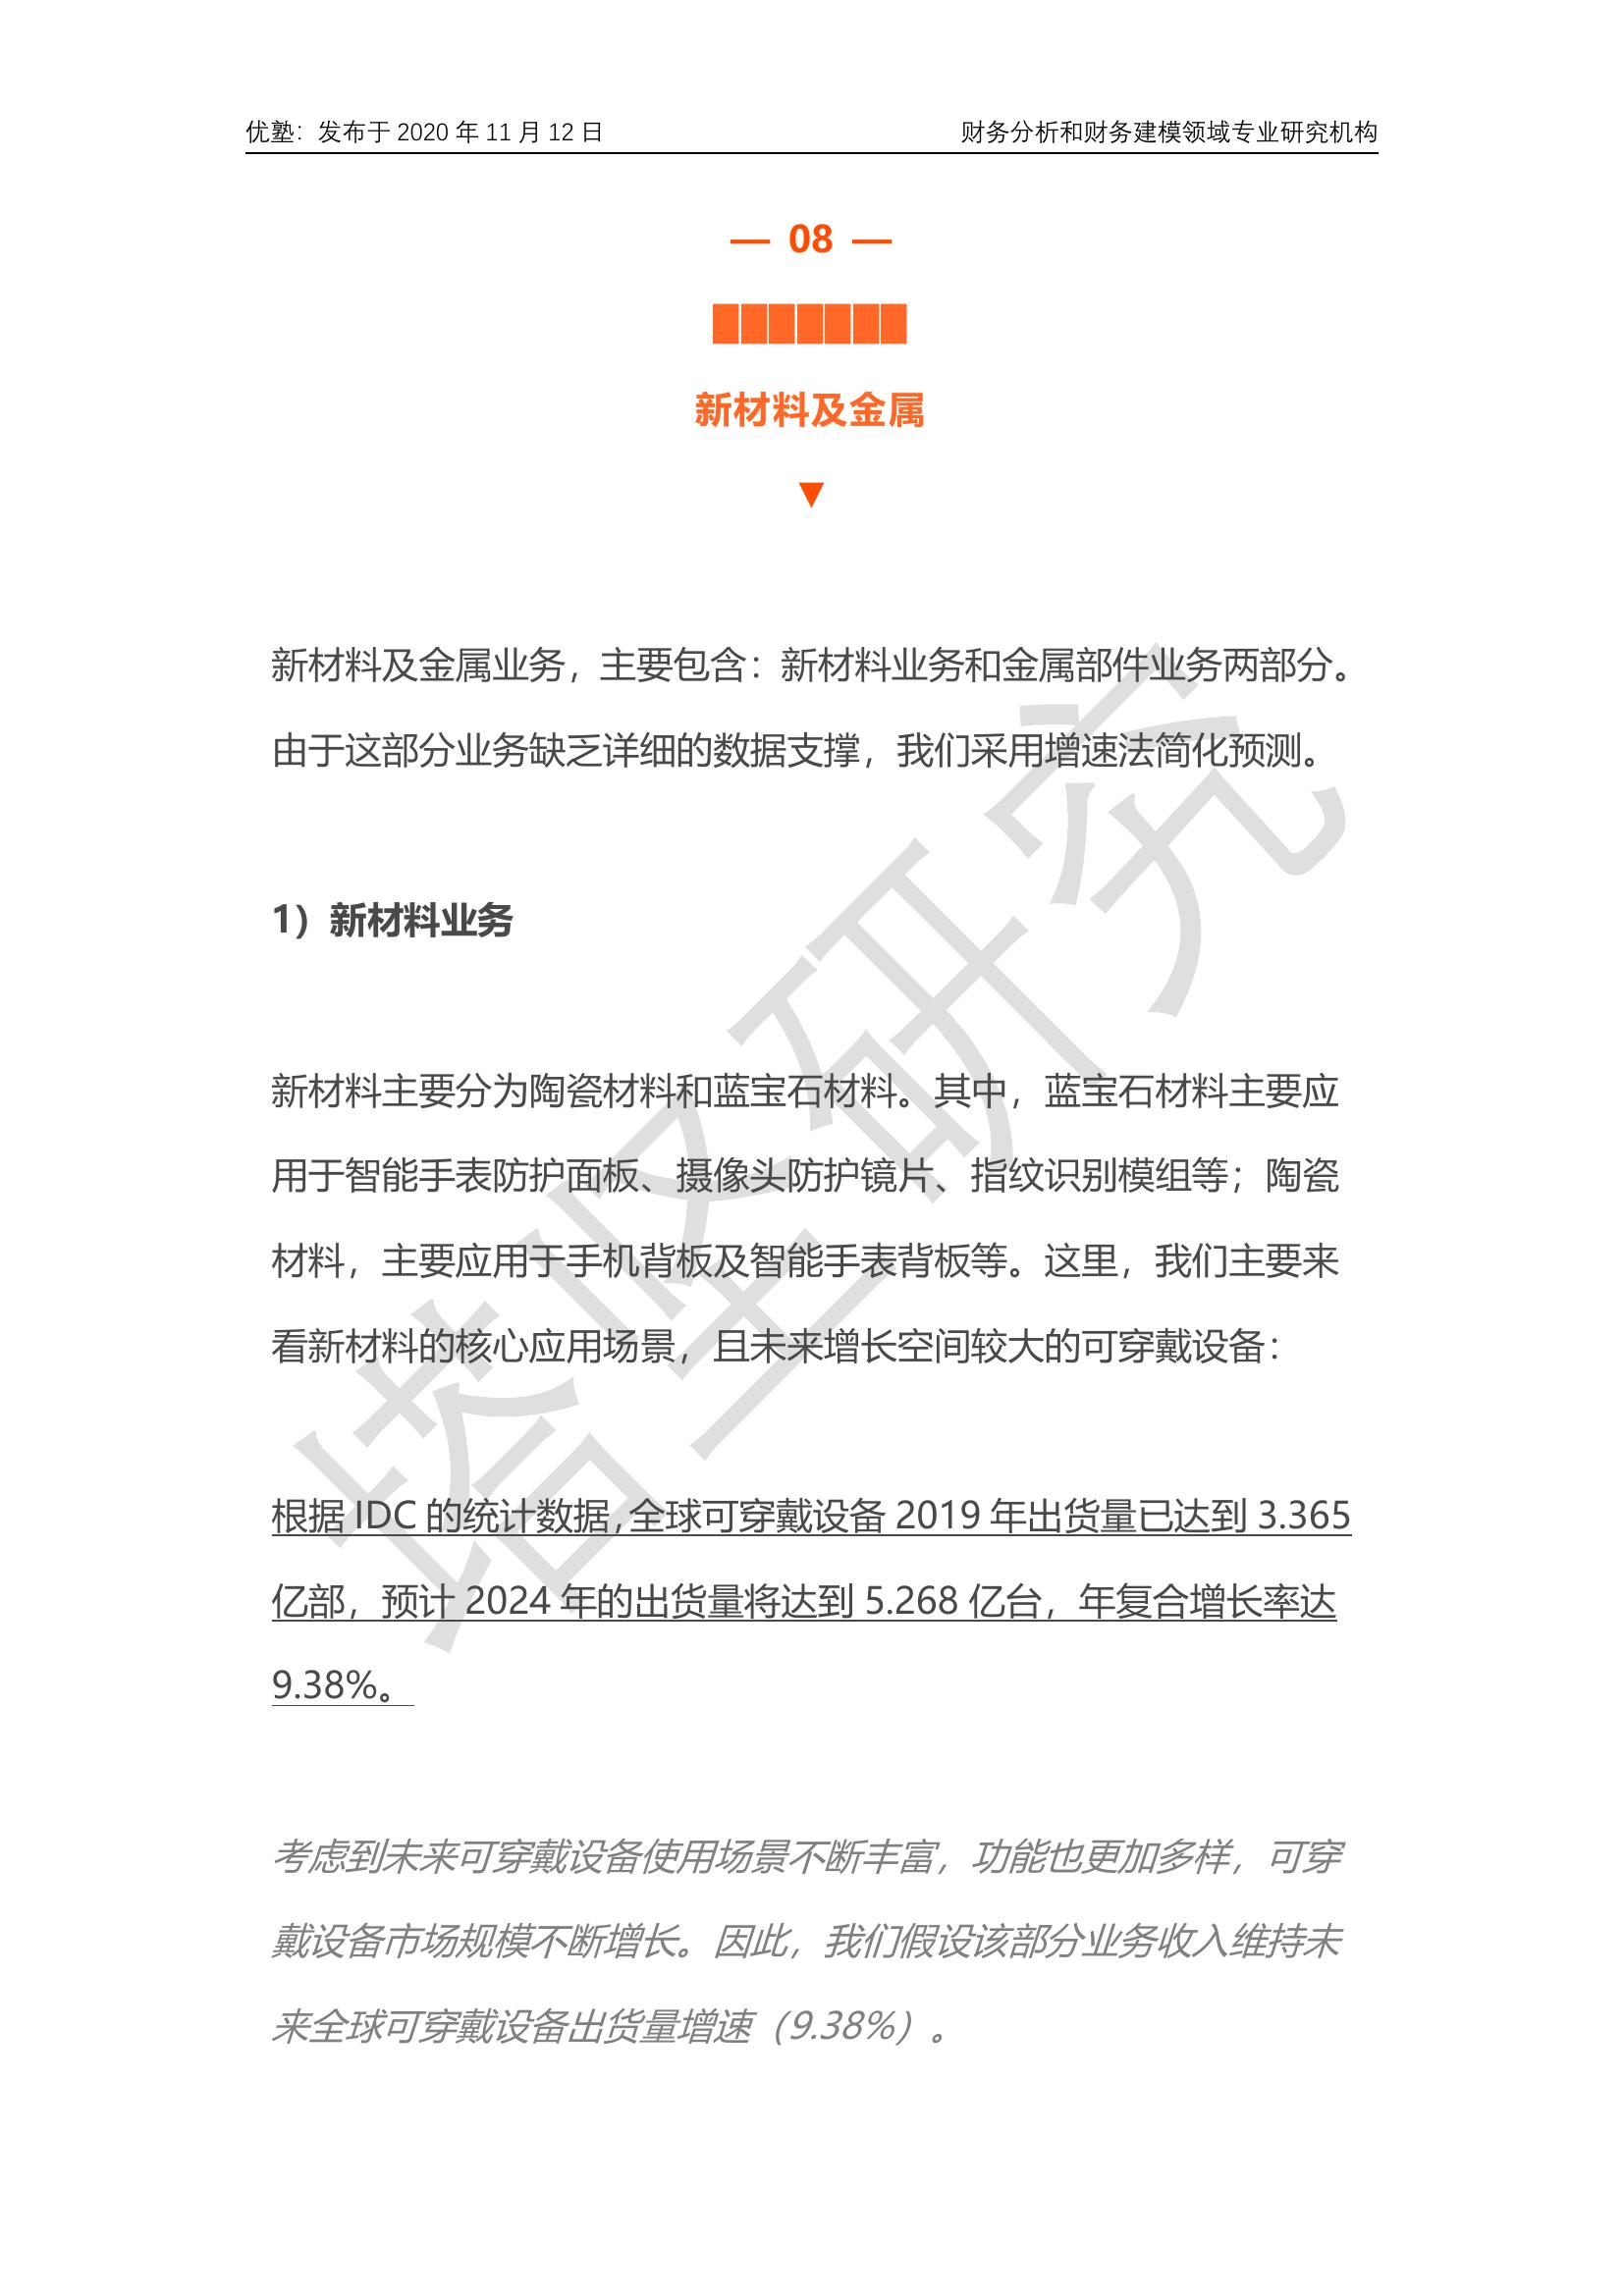 优塾：发布于 2020 年 11 月 12 日
财务分析和财务建模领域专业研究机构
— 08 —
███████
新材料及金属
▼
新材料及金属业务，主要包含：新材料业务和金属部件业务两部分。
由于这部分业务缺乏详细的数据支撑，我们采用增速法简化预测。
1）新材料业务
新材料主要分为陶瓷材料和蓝宝石材料。其中，蓝宝石材料主要应
用于智能手表防护面板、摄像头防护镜片、指纹识别模组等；陶瓷
材料，主要应用于手机背板及智能手表背板等。这里，我们主要来
看新材料的核心应用场景，且未来增长空间较大的可穿戴设备：
根据 IDC 的统计数据，全球可穿戴设备 2019 年出货量已达到 3.365
亿部，预计 2024 年的出货量将达到 5.268 亿台，年复合增长率达
9.38%。
考虑到未来可穿戴设备使用场景不断丰富，功能也更加多样，可穿
戴设备市场规模不断增长。因此，我们假设该部分业务收入维持未
来全球可穿戴设备出货量增速（9.38%）。
塔坚研究